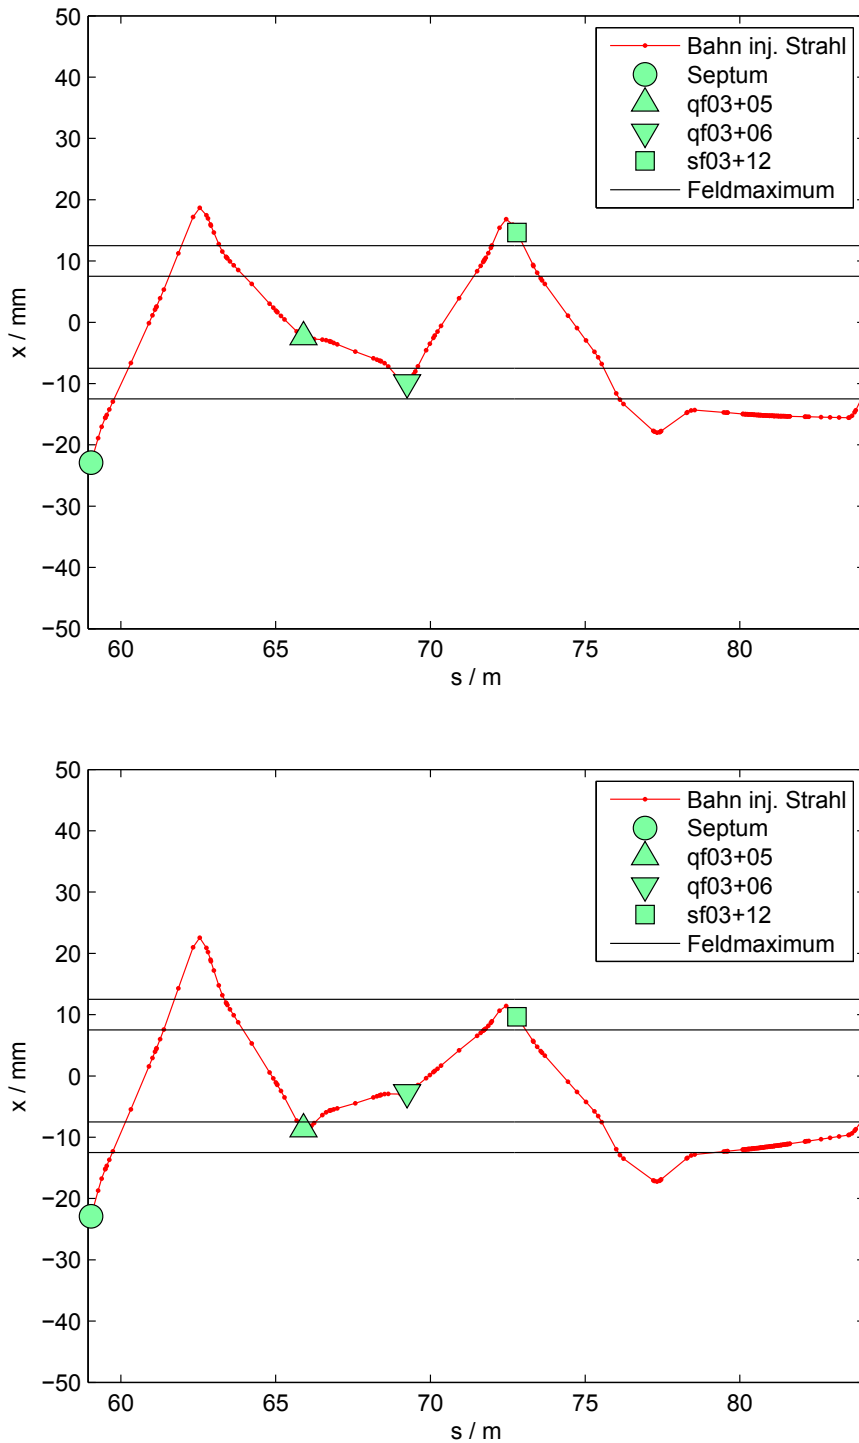 50
40
30
20
10
0
−10
−20
−30
−40
−50
x / mm
60 65 70 75 80
s / m
Bahn inj. Strahl
Septum
qf03+05
qf03+06
sf03+12
Feldmaximum
50
40
30
20
10
0
−10
−20
−30
−40
−50
x / mm
60 65 70 75 80
s / m
Bahn inj. Strahl
Septum
qf03+05
qf03+06
sf03+12
Feldmaximum